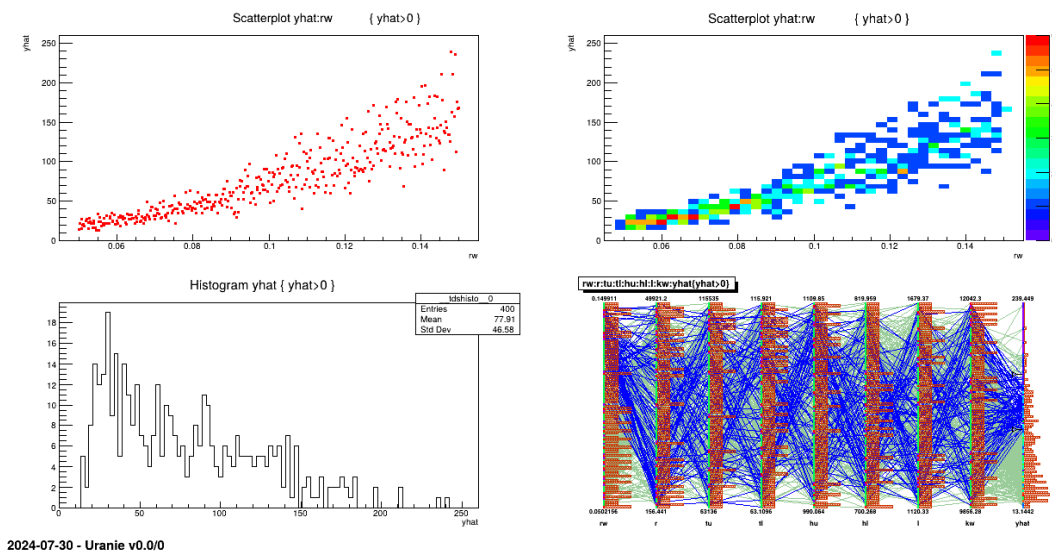 Scatterplot yhat:rw { yhat>0 }
yhat
250
200
150
100
50
0
0.06 0.08 0.1 0.12 0.14
rw
Scatterplot yhat:rw { yhat>0 }
yhat
250
200
150
100
50
0
0.06 0.08 0.1 0.12 0.14
rw
Histogram yhat { yhat>0 }
__tdshisto__0
Entries 400
Mean 77.91
Std Dev 46.58
18
16
14
12
10
8
6
4
2
0
0 50 100 150 200 250
yhat
rw:r:tu:tl:hu:hl:l:kw:yhat{yhat>0}
0.149911 49921.2 115535 115.921 1109.85 819.959 1679.37 12042.3 239.449
0.0502156 156.441 63136 63.1096 990.064 700.269 1120.33 9856.28 13.1442
rw r tu tl hu hl l kw yhat
2024-07-30 - Uranie v0.0/0